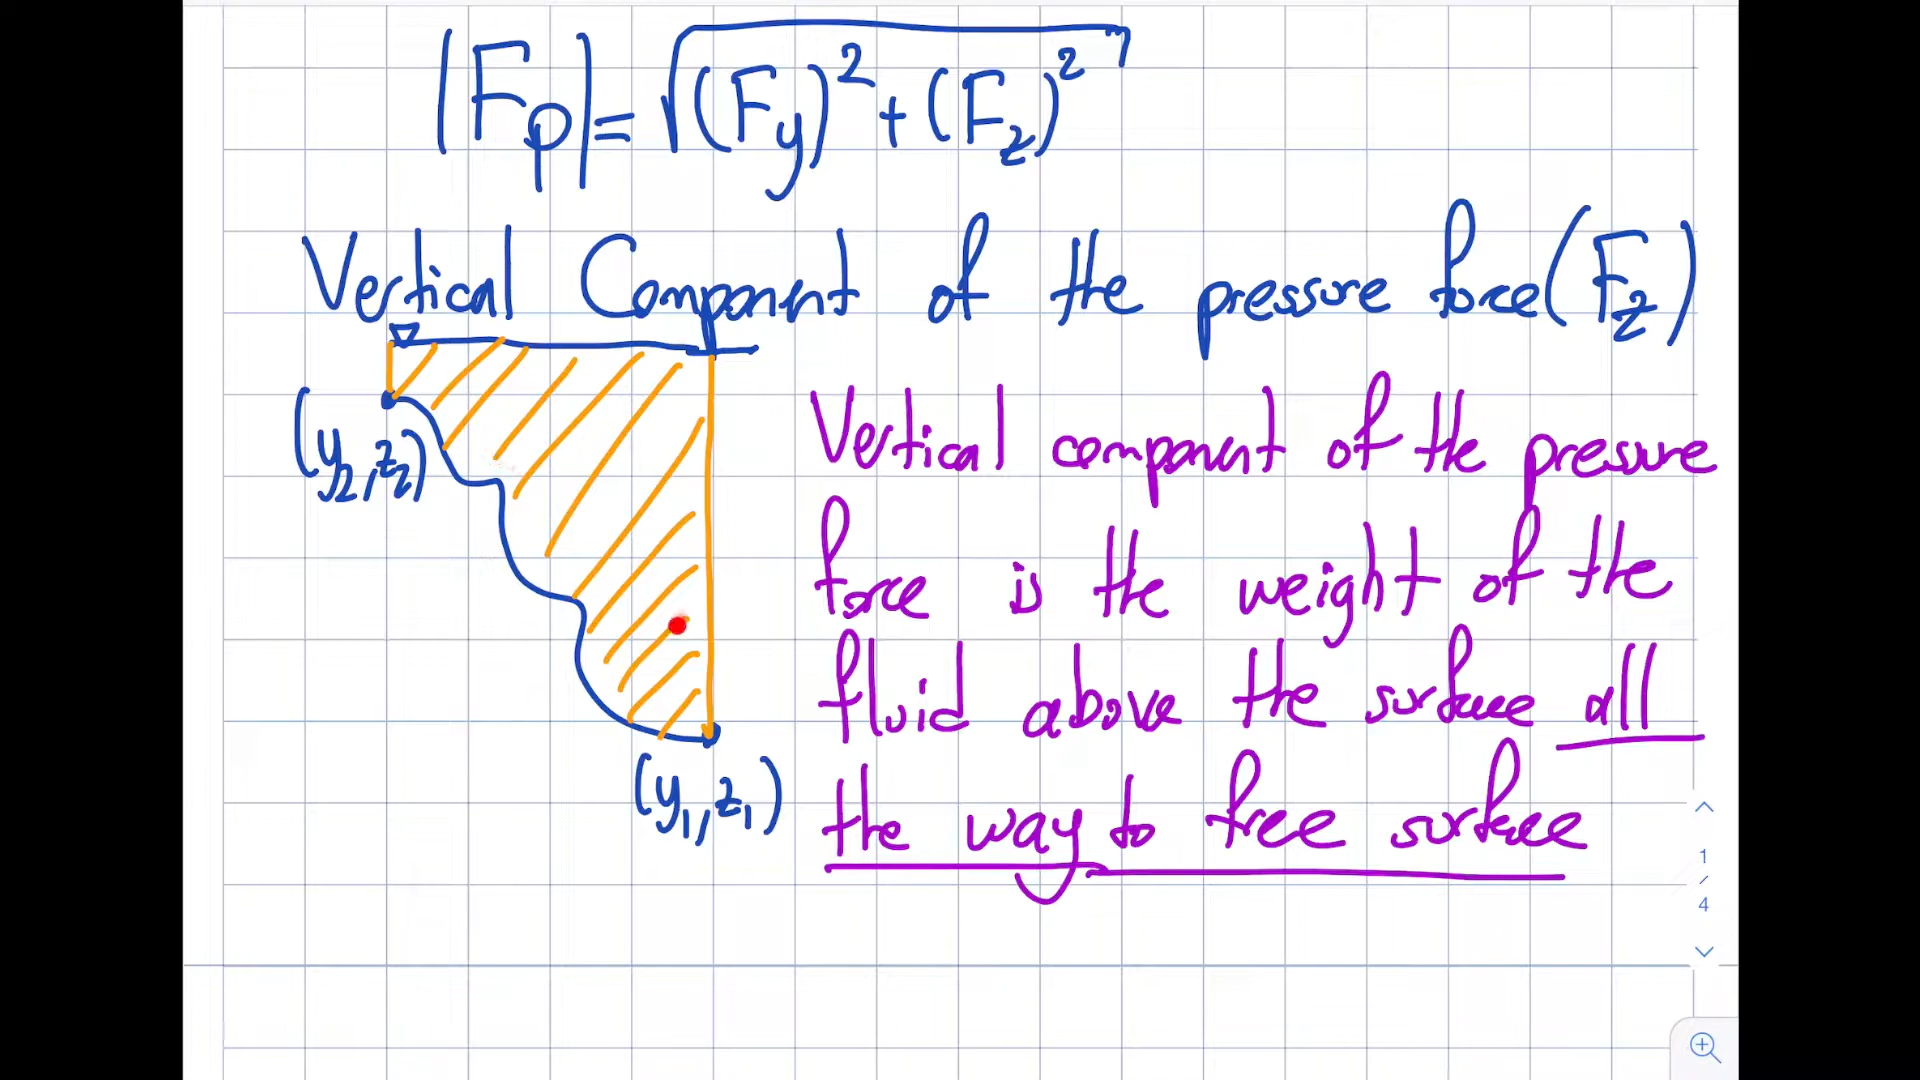 |Fp| = √(Fy)² + (Fz)²
Vertical Component of the pressure force (Fz)
(y2, z2)
Vertical component of the pressure
force is the weight of the
fluid above the surface all
the way to free surface
(y1, z1)
1
/
4